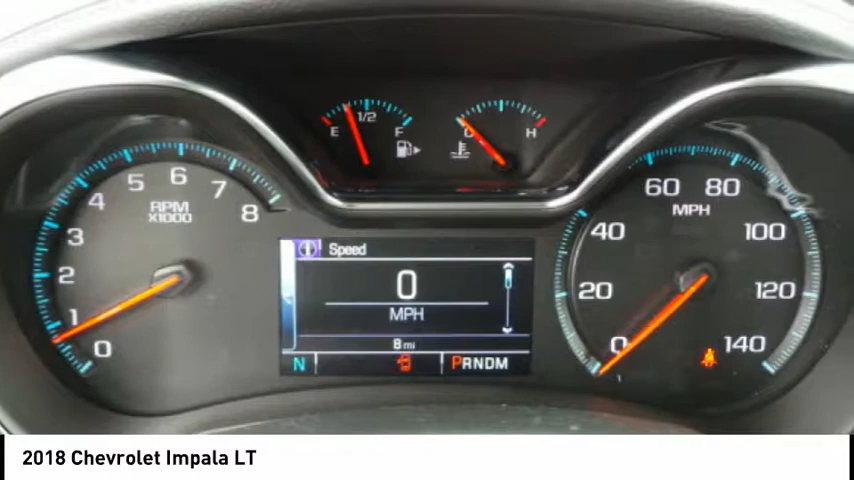 E 1/2 F
C H
1 2 3 4 5 6 7 8 0
RPM
X1000
Speed
0
MPH
8 mi
N PRNDM
0 20 40 60 80 100 120 140
MPH
2018 Chevrolet Impala LT